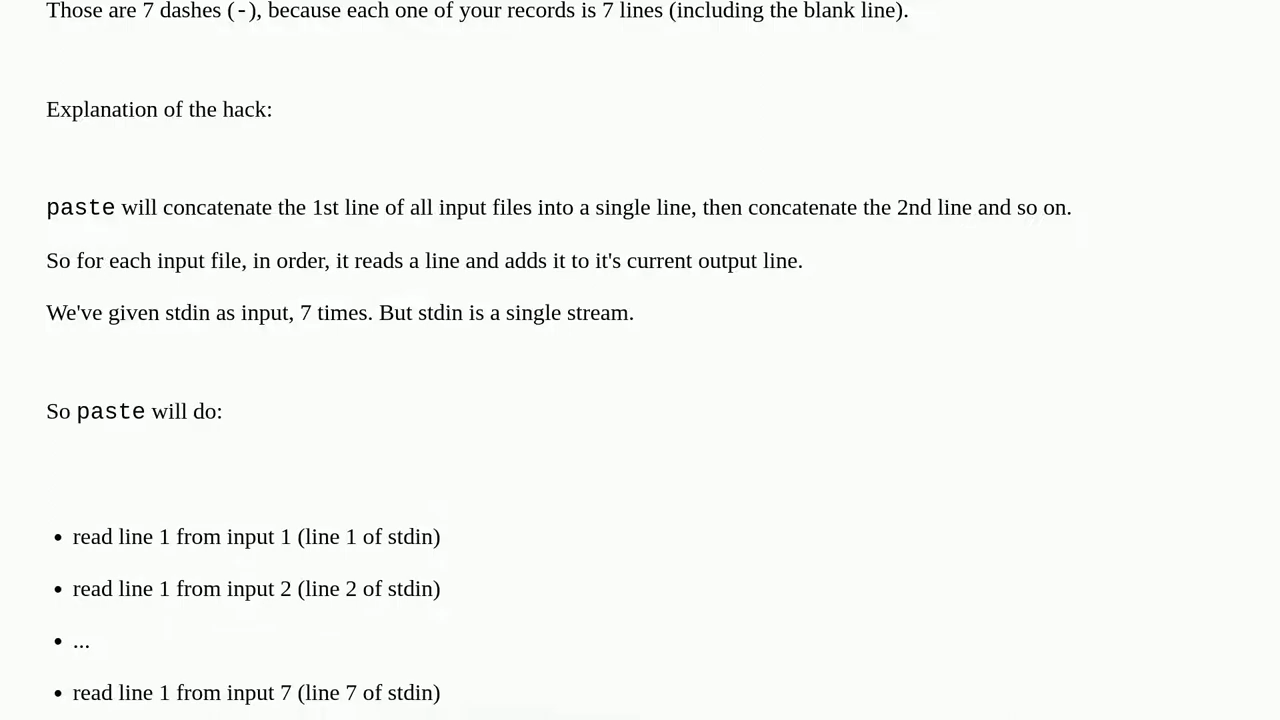 Those are 7 dashes (-), because each one of your records is 7 lines (including the blank line).
Explanation of the hack:
paste will concatenate the 1st line of all input files into a single line, then concatenate the 2nd line and so on.
So for each input file, in order, it reads a line and adds it to it's current output line.
We've given stdin as input, 7 times. But stdin is a single stream.
So paste will do:
• read line 1 from input 1 (line 1 of stdin)
• read line 1 from input 2 (line 2 of stdin)
• ...
• read line 1 from input 7 (line 7 of stdin)